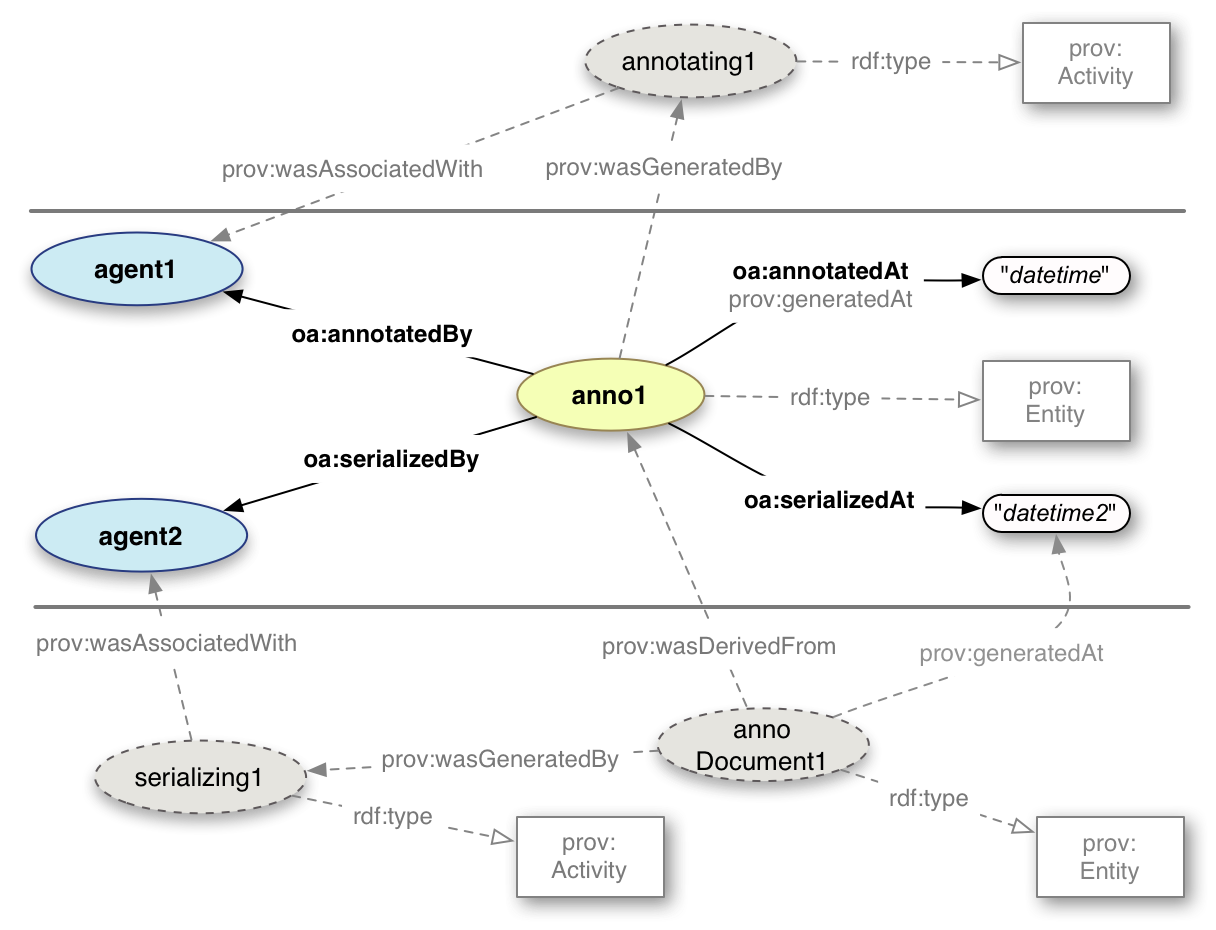 annotating1
rdf:type
prov:
Activity
prov:wasAssociatedWith
prov:wasGeneratedBy
agent1
oa:annotatedAt
prov:generatedAt
"datetime"
oa:annotatedBy
anno1
rdf:type
prov:
Entity
oa:serializedBy
oa:serializedAt
"datetime2"
agent2
prov:wasAssociatedWith
prov:wasDerivedFrom
prov:generatedAt
anno
Document1
prov:wasGeneratedBy
serializing1
rdf:type
rdf:type
prov:
Activity
prov:
Entity